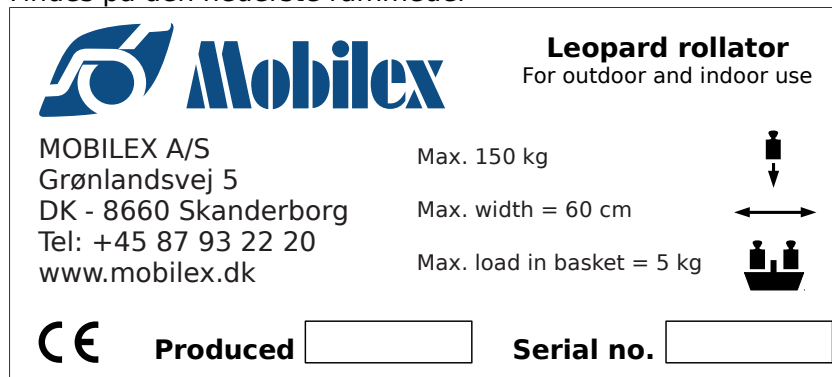 Mobilex
Leopard rollator
For outdoor and indoor use
MOBILEX A/S
Grønlandsvej 5
DK - 8660 Skanderborg
Tel: +45 87 93 22 20
www.mobilex.dk
Max. 150 kg
Max. width = 60 cm
Max. load in basket = 5 kg
CE
Produced
Serial no.